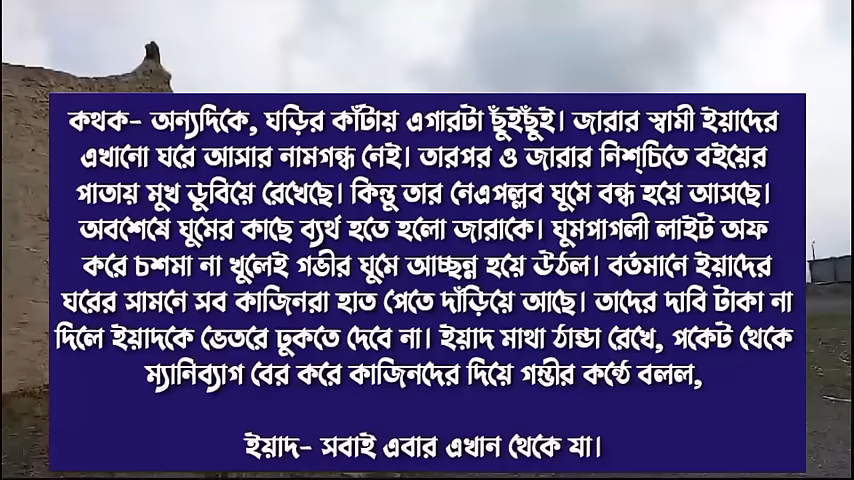 কথক- অন্যদিকে, ঘড়ির কাঁটায় এগারটা ছুঁইছুঁই। জারার স্বামী ইয়াদের
এখানো ঘরে আসার নামগন্ধ নেই। তারপর ও জারার নিশ্চিতে বইয়ের
পাতায় মুখ ডুবিয়ে রেখেছে। কিন্তু তার নেএপল্লব ঘুমে বন্ধ হয়ে আসছে।
অবশেষে ঘুমের কাছে ব্যর্থ হতে হলো জারাকে। ঘুমপাগলী লাইট অফ
করে চশমা না খুলেই গভীর ঘুমে আচ্ছন্ন হয়ে উঠল। বর্তমানে ইয়াদের
ঘরের সামনে সব কাজিনরা হাত পেতে দাঁড়িয়ে আছে। তাদের দাবি টাকা না
দিলে ইয়াদকে ভেতরে ঢুকতে দেবে না। ইয়াদ মাথা ঠান্ডা রেখে, পকেট থেকে
ম্যানিব্যাগ বের করে কাজিনদের দিয়ে গম্ভীর কন্ঠে বলল,
ইয়াদ- সবাই এবার এখান থেকে যা।